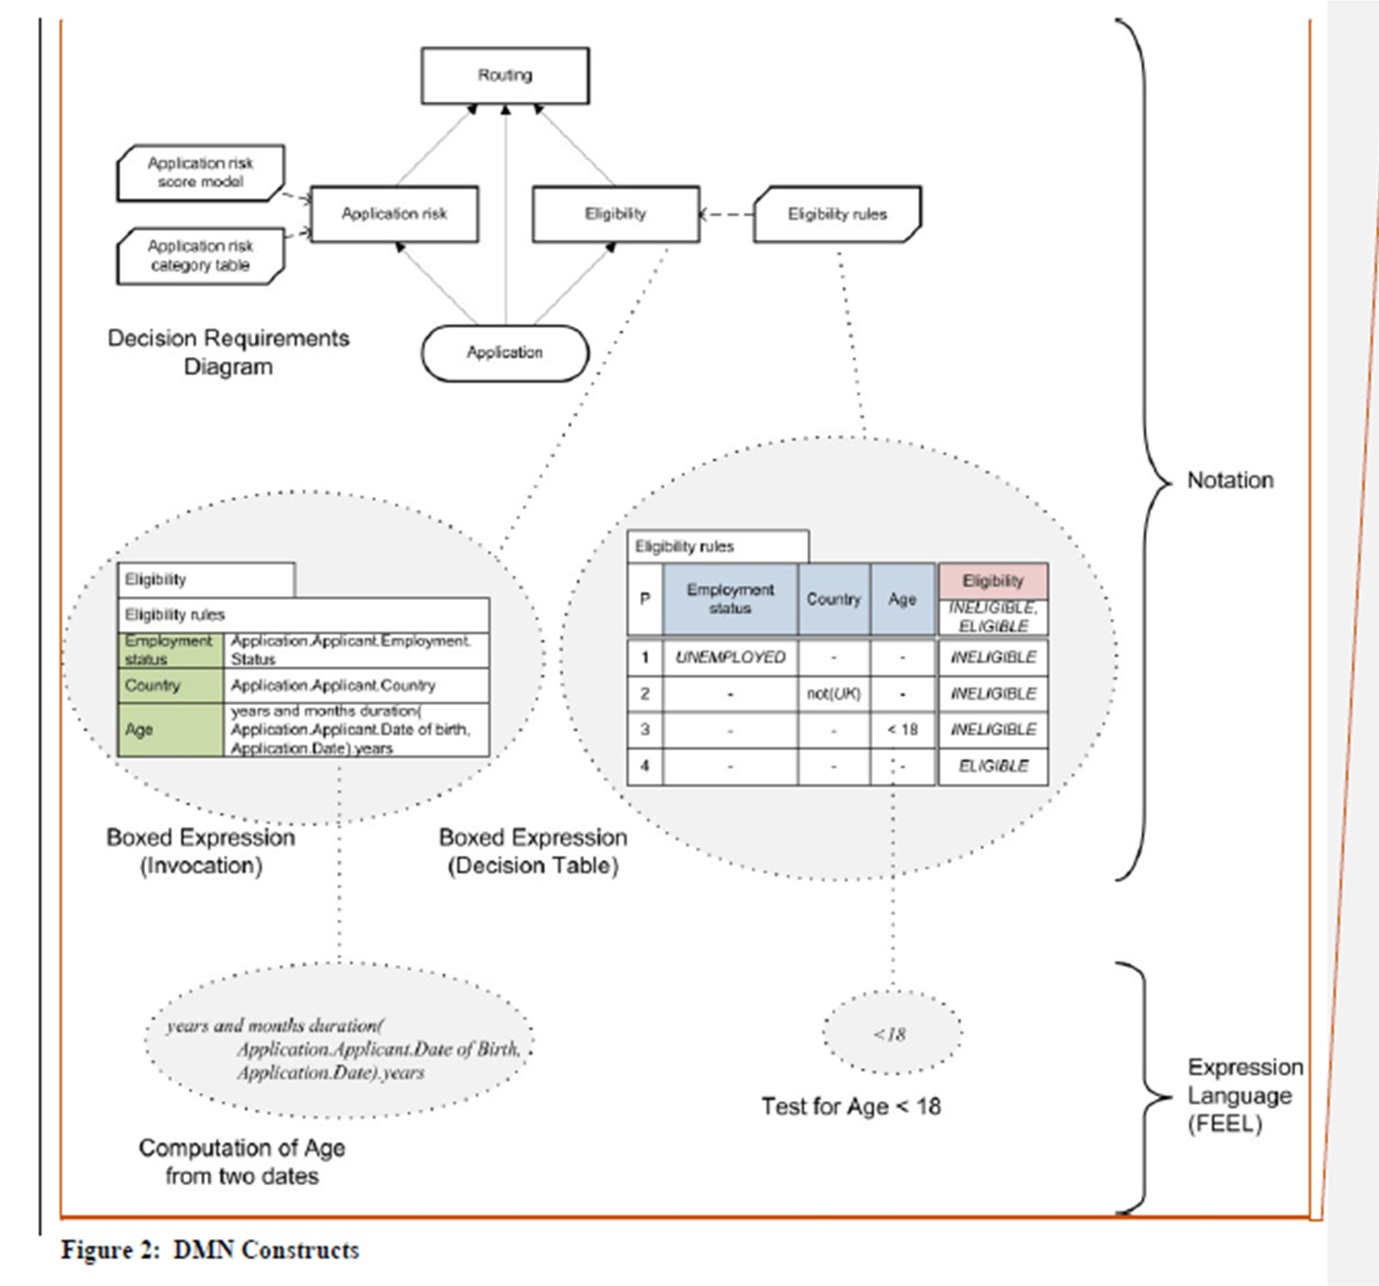 Routing
Application risk
score model
Application risk
Eligibility
Eligibility rules
Application risk
category table
Decision Requirements
Diagram
Application
Notation
Eligibility
Eligibility rules
Employment
status
Application.Applicant.Employment.
Status
Country
Application.Applicant.Country
Age
years and months duration(
Application.Applicant.Date of birth,
Application.Date).years
Boxed Expression
(Invocation)
Eligibility rules
P
Employment
status
Country
Age
Eligibility
INELIGIBLE,
ELIGIBLE
1 UNEMPLOYED - - INELIGIBLE
2 - not(UK) - INELIGIBLE
3 - - < 18 INELIGIBLE
4 - - - ELIGIBLE
Boxed Expression
(Decision Table)
years and months duration(
Application.Applicant.Date of Birth,
Application.Date).years
Computation of Age
from two dates
<18
Test for Age < 18
Expression
Language
(FEEL)
Figure 2: DMN Constructs